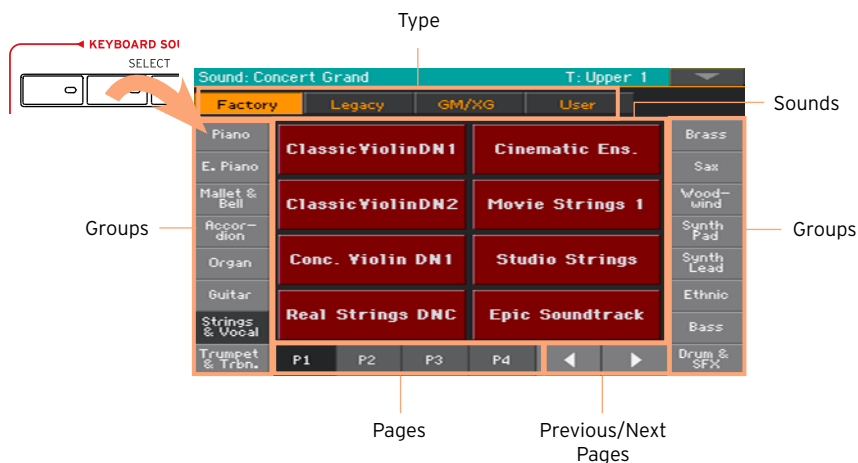 Type
KEYBOARD SOU
SELECT
Sound: Concert Grand T: Upper 1
Factory Legacy GM/XG User
Sounds
Groups
Piano
E. Piano
Mallet &
Bell
Accor-
dion
Organ
Guitar
Strings
& Vocal
Trumpet
& Trbn.
ClassicViolinDN1 Cinematic Ens.
ClassicViolinDN2 Movie Strings 1
Conc. Violin DN1 Studio Strings
Real Strings DNC Epic Soundtrack
Brass
Sax
Wood-
wind
Synth
Pad
Synth
Lead
Ethnic
Bass
Drum &
SFX
Groups
P1 P2 P3 P4
Pages
Previous/Next
Pages